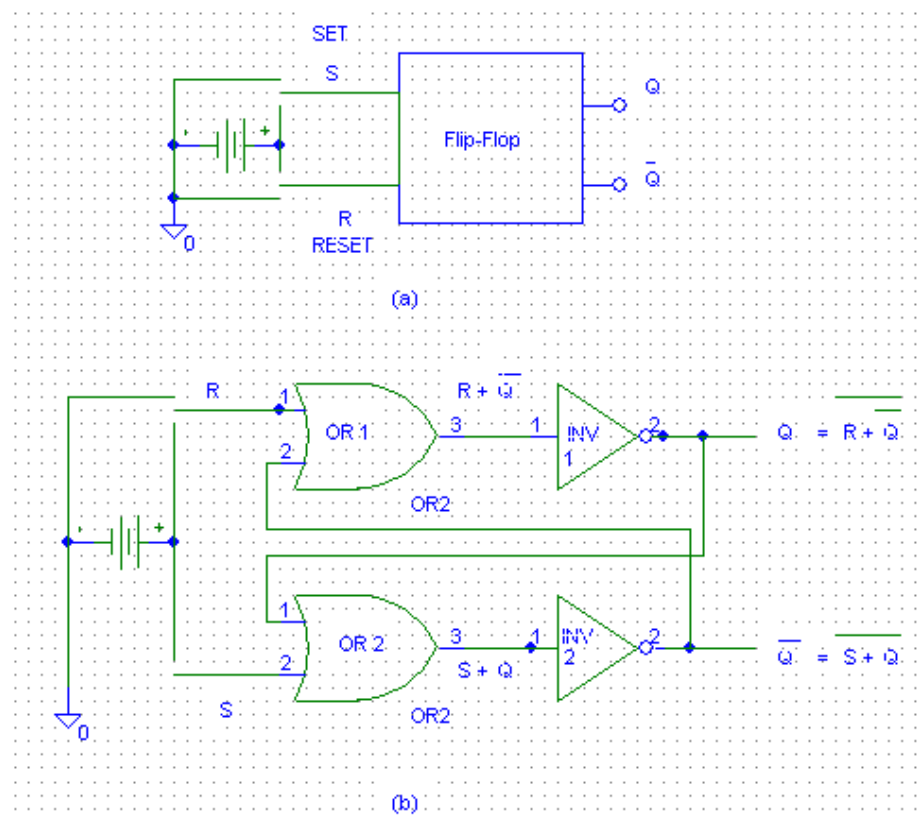 SET
S
Q
- +
Flip-Flop
Q̅
R
RESET
0
(a)
R
1
R + Q̅
OR 1
3
1
INV
1
2
Q = R̅ ̅+̅ ̅Q̅̅
2
OR2
- +
1
OR 2
3
1
INV
2
2
Q̅ = S̅ ̅+̅ ̅Q̅
2
S + Q
S
OR2
0
(b)